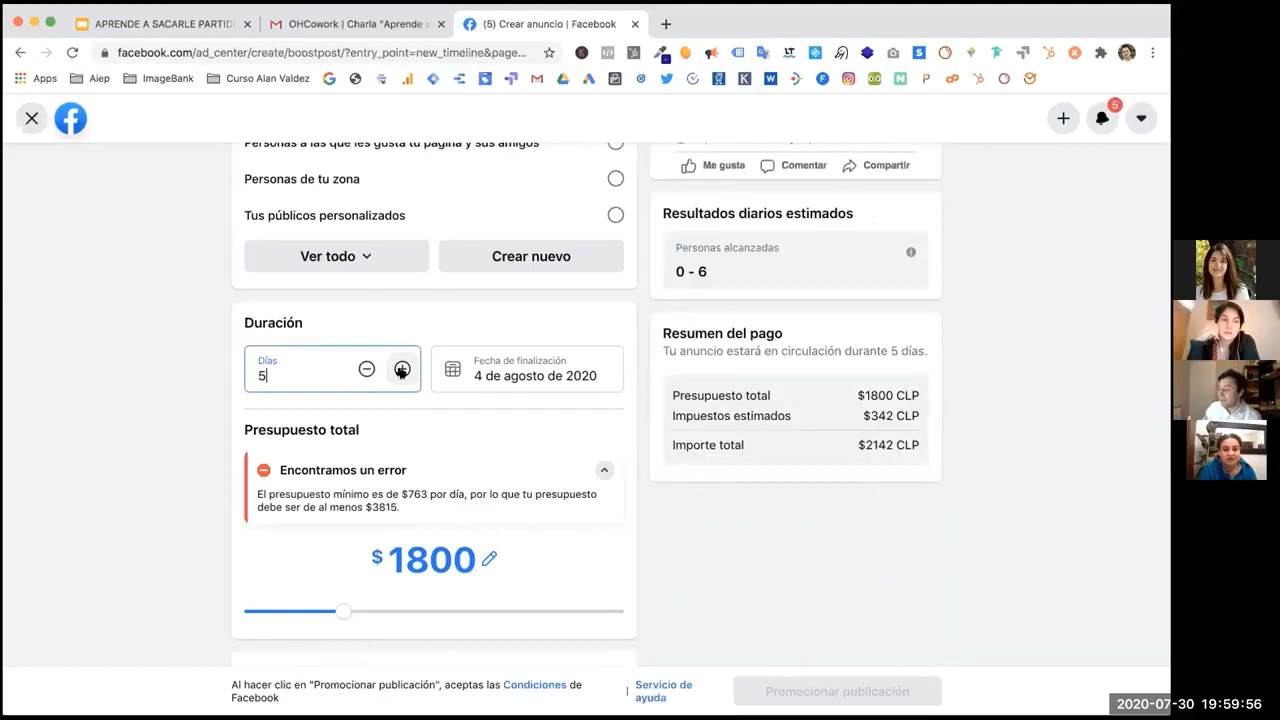 APRENDE A SACARLE PARTID
OHCowork | Charla "Aprende a
(5) Crear anuncio | Facebook
facebook.com/ad_center/create/boostpost/?entry_point=new_timeline&page...
Apps
Aiep
ImageBank
Curso Alan Valdez
5
Personas a las que les gusta tu página y sus amigos
Personas de tu zona
Tus públicos personalizados
Ver todo
Crear nuevo
Duración
Días
5
Fecha de finalización
4 de agosto de 2020
Presupuesto total
Encontramos un error
El presupuesto mínimo es de $763 por día, por lo que tu presupuesto
debe ser de al menos $3815.
$1800
Me gusta
Comentar
Compartir
Resultados diarios estimados
Personas alcanzadas
0 - 6
Resumen del pago
Tu anuncio estará en circulación durante 5 días.
Presupuesto total $1800 CLP
Impuestos estimados $342 CLP
Importe total $2142 CLP
Al hacer clic en "Promocionar publicación", aceptas las Condiciones de
Facebook
Servicio de
ayuda
Promocionar publicación
2020-07-30 19:59:56